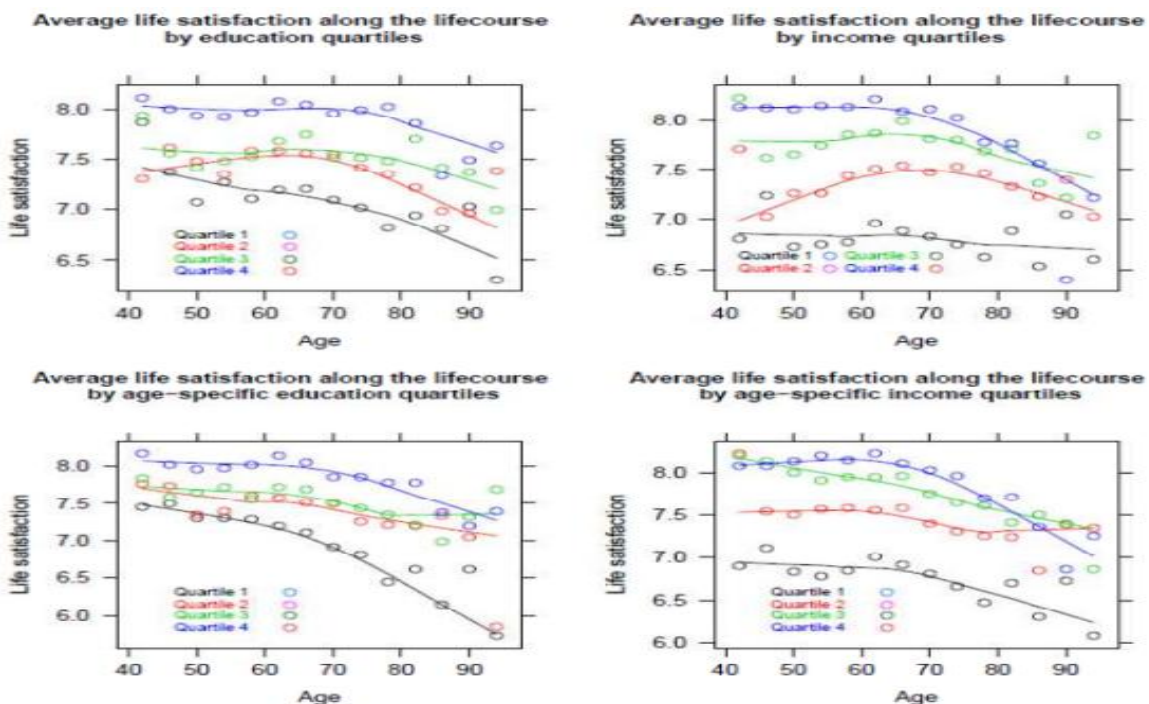 Average life satisfaction along the lifecourse
by education quartiles
Life satisfaction
8.0
7.5
7.0
6.5
Quartile 1
Quartile 2
Quartile 3
Quartile 4
40 50 60 70 80 90
Age
Average life satisfaction along the lifecourse
by income quartiles
Life satisfaction
8.0
7.5
7.0
6.5
Quartile 1 Quartile 3
Quartile 2 Quartile 4
40 50 60 70 80 90
Age
Average life satisfaction along the lifecourse
by age-specific education quartiles
Life satisfaction
8.0
7.5
7.0
6.5
6.0
Quartile 1
Quartile 2
Quartile 3
Quartile 4
40 50 60 70 80 90
Age
Average life satisfaction along the lifecourse
by age-specific income quartiles
Life satisfaction
8.0
7.5
7.0
6.5
6.0
Quartile 1
Quartile 2
Quartile 3
Quartile 4
40 50 60 70 80 90
Age